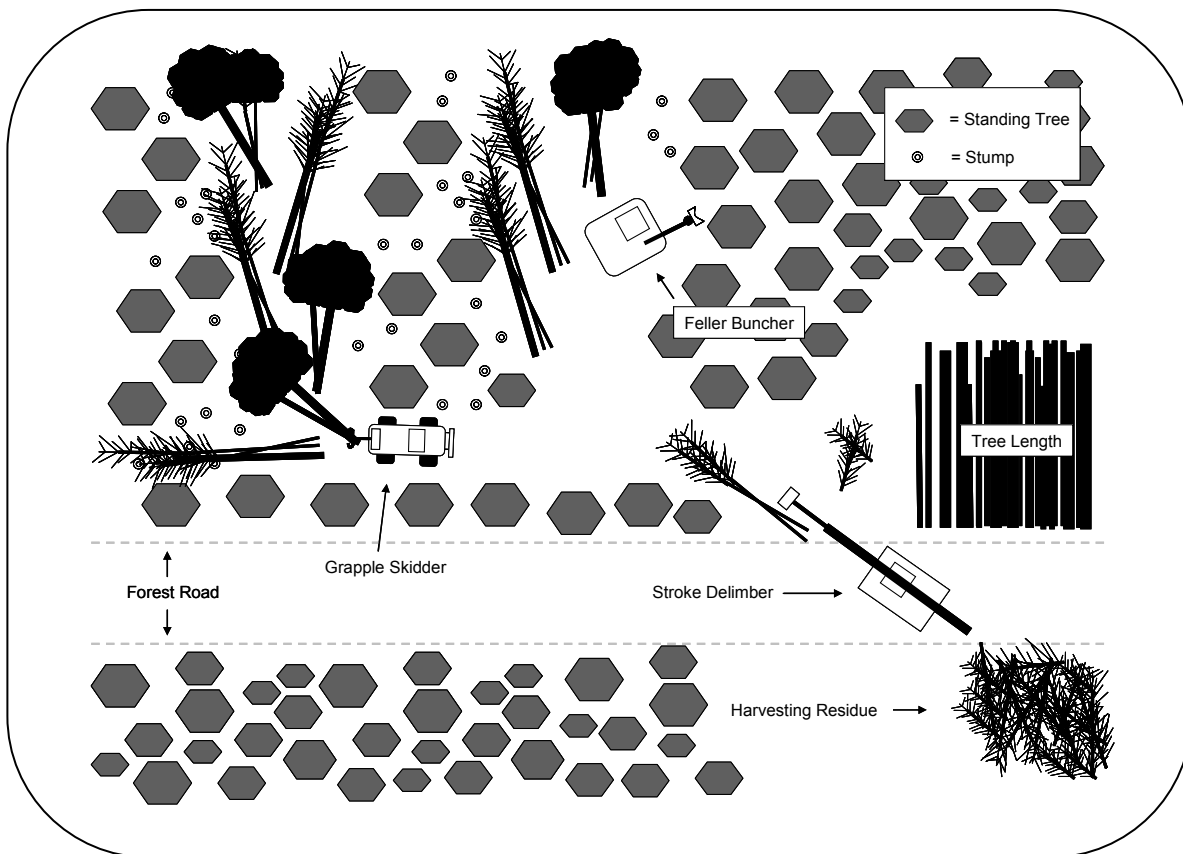 = Standing Tree
= Stump
Feller Buncher
Tree Length
Grapple Skidder
Forest Road
Stroke Delimber
Harvesting Residue